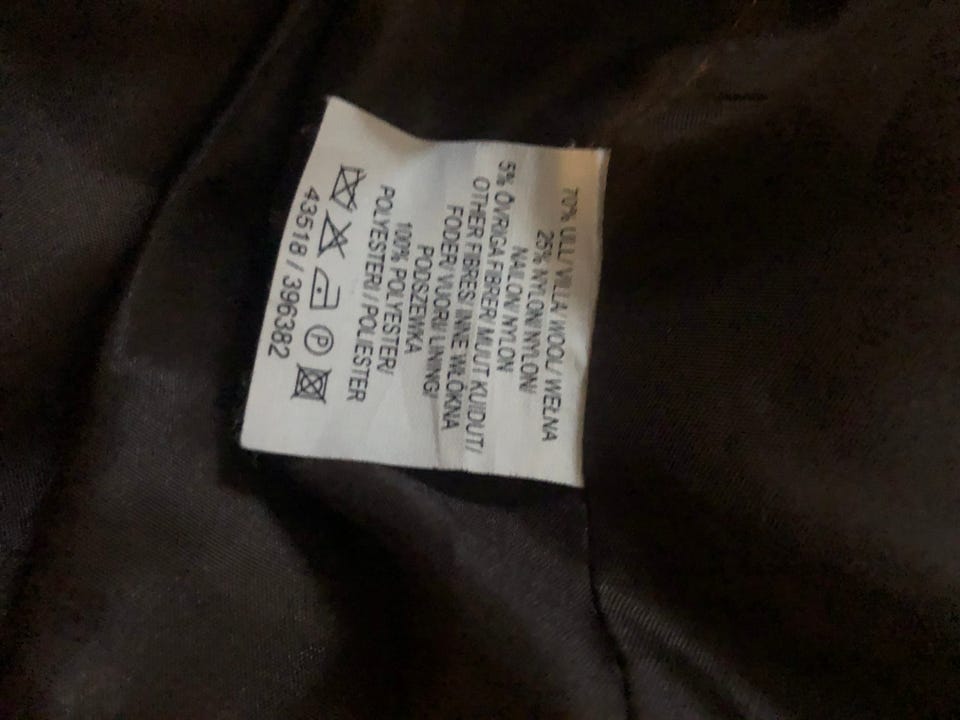 70% ULL/ VILLA/ WOOL/ WEŁNA
25% NYLON/ NYLON/
NAILON/ NYLON
5% ÖVRIGA FIBRER/ MUUT KUIDUT/
OTHER FIBRES/ INNE WŁÓKNA
FODER/ VUORI/ LINING/
PODSZEWKA
100% POLYESTER/
POLYESTERI / POLIESTER
P
43518 / 396382